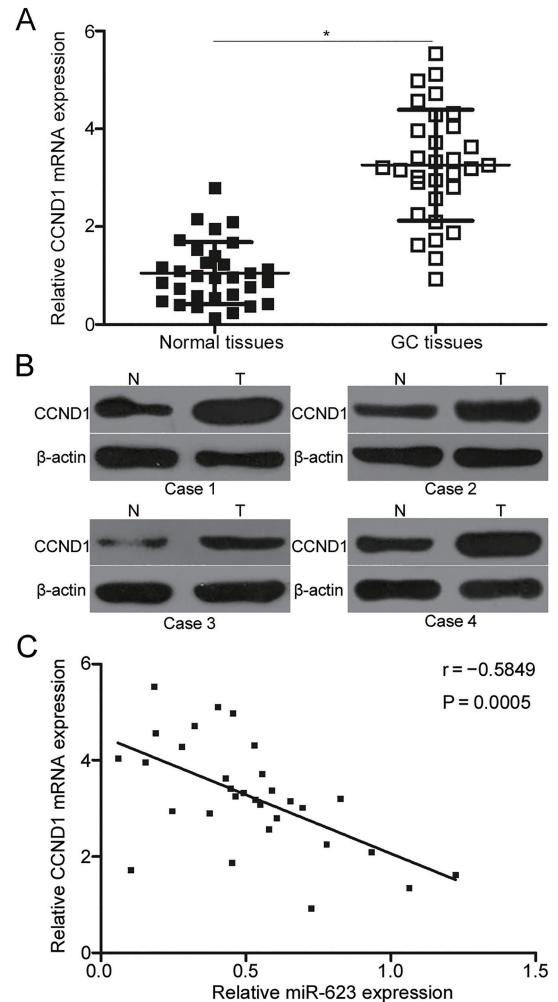 A
Relative CCND1 mRNA expression
6
4
2
0
*
Normal tissues
GC tissues
B
N T
CCND1
β-actin
Case 1
N T
CCND1
β-actin
Case 2
N T
CCND1
β-actin
Case 3
N T
CCND1
β-actin
Case 4
C
Relative CCND1 mRNA expression
6
4
2
0
r = −0.5849
P = 0.0005
0.0 0.5 1.0 1.5
Relative miR-623 expression